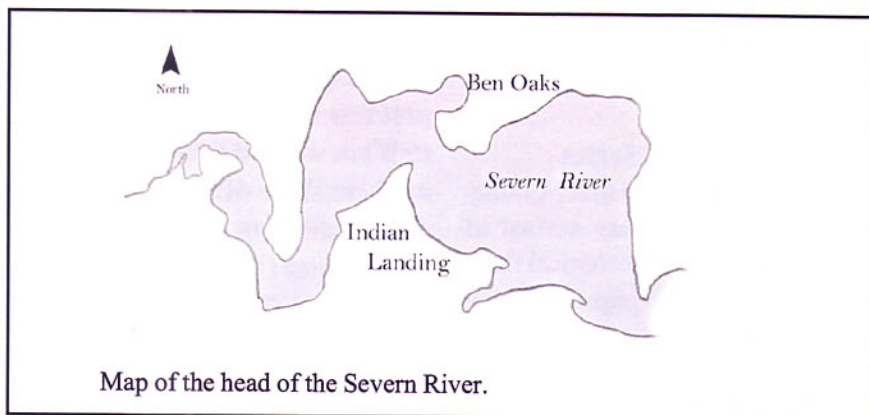 North
Ben Oaks
Severn River
Indian
Landing
Map of the head of the Severn River.